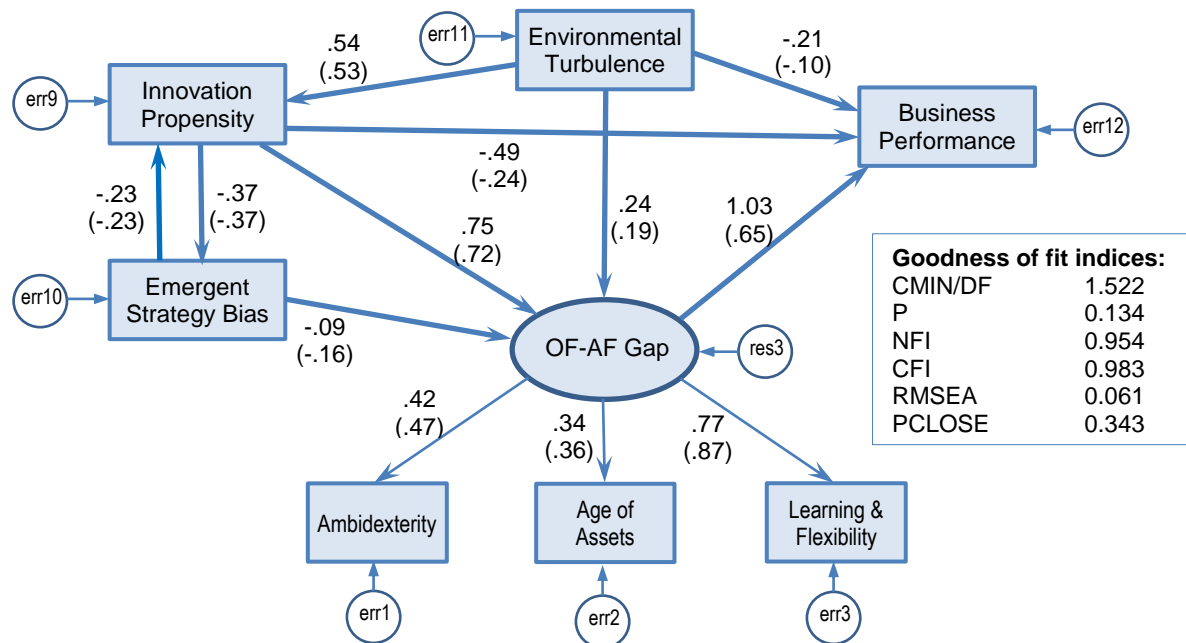 err11
Environmental
Turbulence
-.21
(-.10)
.54
(.53)
err9
Innovation
Propensity
Business
Performance
err12
-.49
(-.24)
-.23
(-.23)
-.37
(-.37)
.75
(.72)
.24
(.19)
1.03
(.65)
err10
Emergent
Strategy Bias
-.09
(-.16)
OF-AF Gap
res3
Goodness of fit indices:
CMIN/DF 1.522
P 0.134
NFI 0.954
CFI 0.983
RMSEA 0.061
PCLOSE 0.343
.42
(.47)
.34
(.36)
.77
(.87)
Ambidexterity
Age of
Assets
Learning &
Flexibility
err1
err2
err3